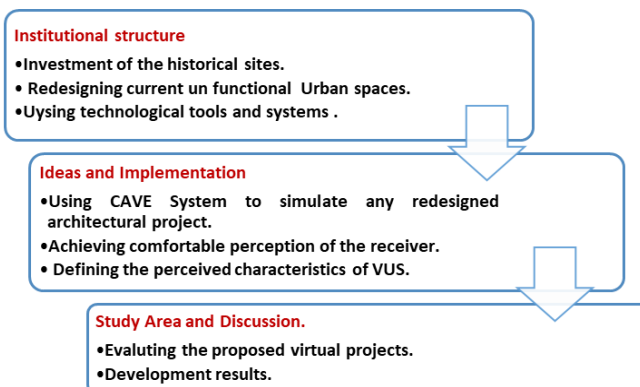 Institutional structure
•Investment of the historical sites.
• Redesigning current un functional Urban spaces.
•Uysing technological tools and systems .
Ideas and Implementation
•Using CAVE System to simulate any redesigned
architectural project.
•Achieving comfortable perception of the receiver.
• Defining the perceived characteristics of VUS.
Study Area and Discussion.
•Evaluting the proposed virtual projects.
•Development results.